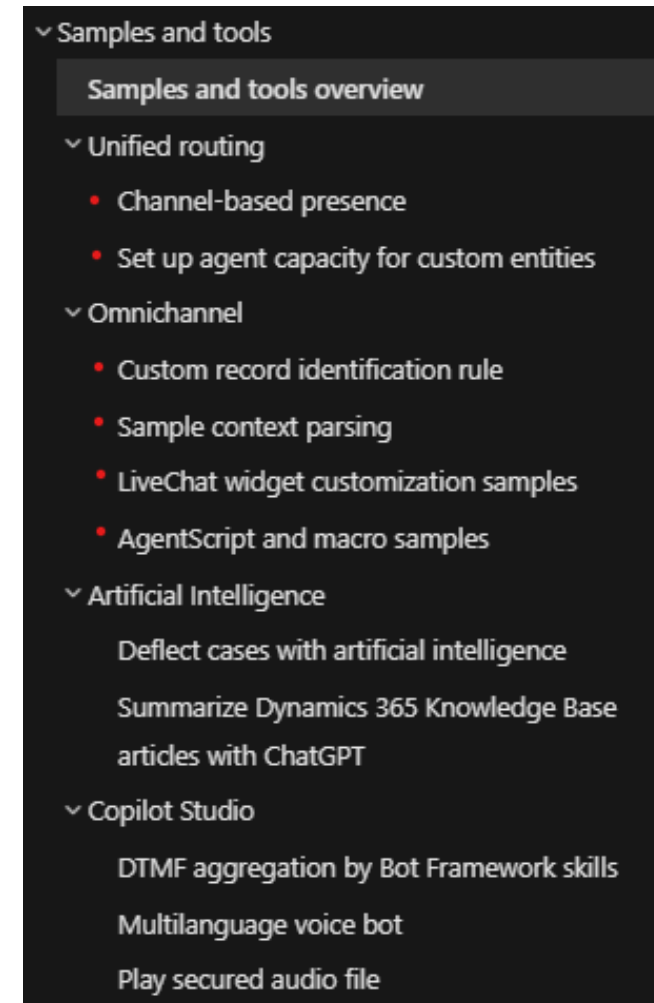 Samples and tools
Samples and tools overview
Unified routing
Channel-based presence
Set up agent capacity for custom entities
Omnichannel
Custom record identification rule
Sample context parsing
LiveChat widget customization samples
AgentScript and macro samples
Artificial Intelligence
Deflect cases with artificial intelligence
Summarize Dynamics 365 Knowledge Base
articles with ChatGPT
Copilot Studio
DTMF aggregation by Bot Framework skills
Multilanguage voice bot
Play secured audio file